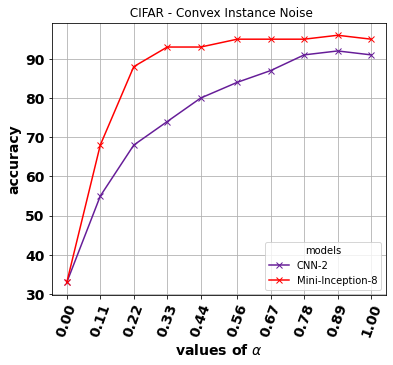 CIFAR - Convex Instance Noise
accuracy
90
80
70
60
50
40
30
models
CNN-2
Mini-Inception-8
0.00 0.11 0.22 0.33 0.44 0.56 0.67 0.78 0.89 1.00
values of α